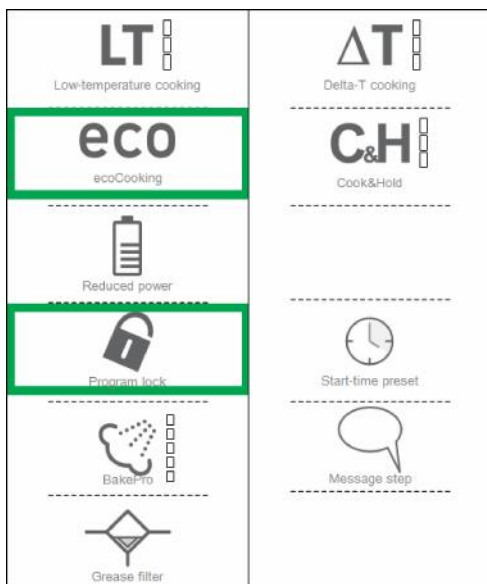 LT
ΔT
Low-temperature cooking
Delta-T cooking
eco
C&H
ecoCooking
Cook&Hold
Reduced power
Program lock
Start-time preset
BakePro
Message step
Grease filter